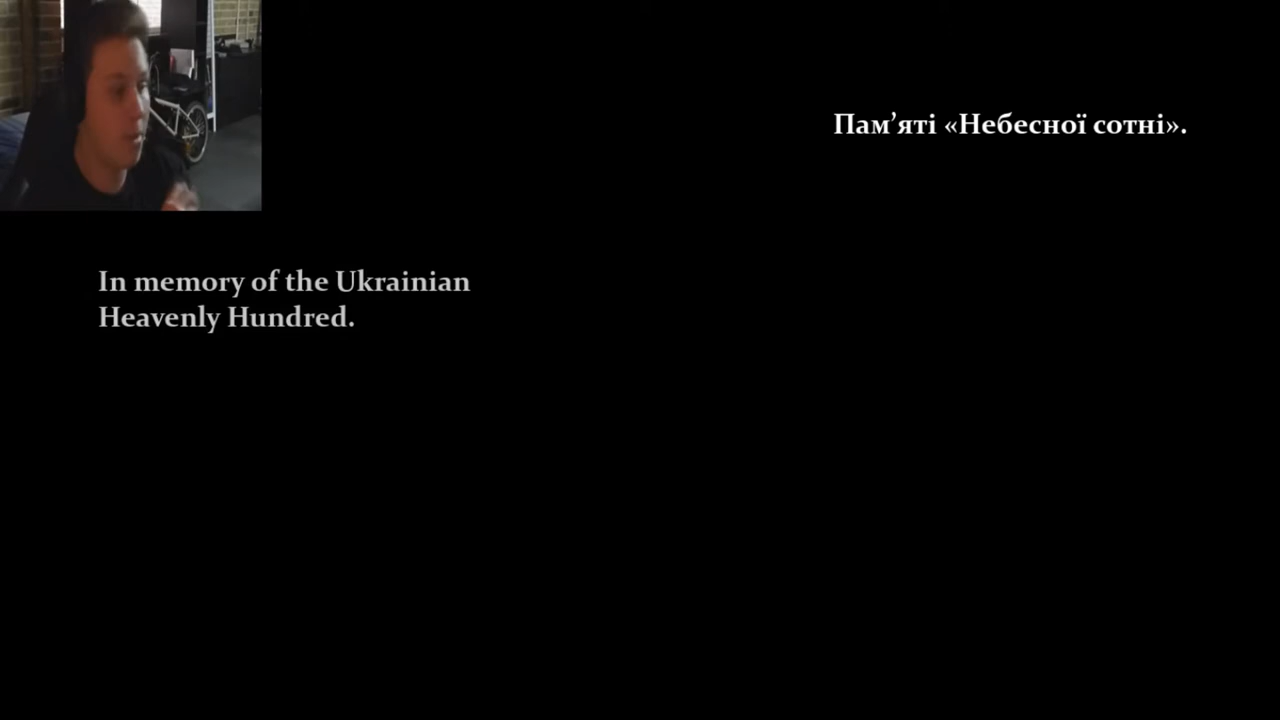 Пам’яті «Небесної сотні».
In memory of the Ukrainian
Heavenly Hundred.